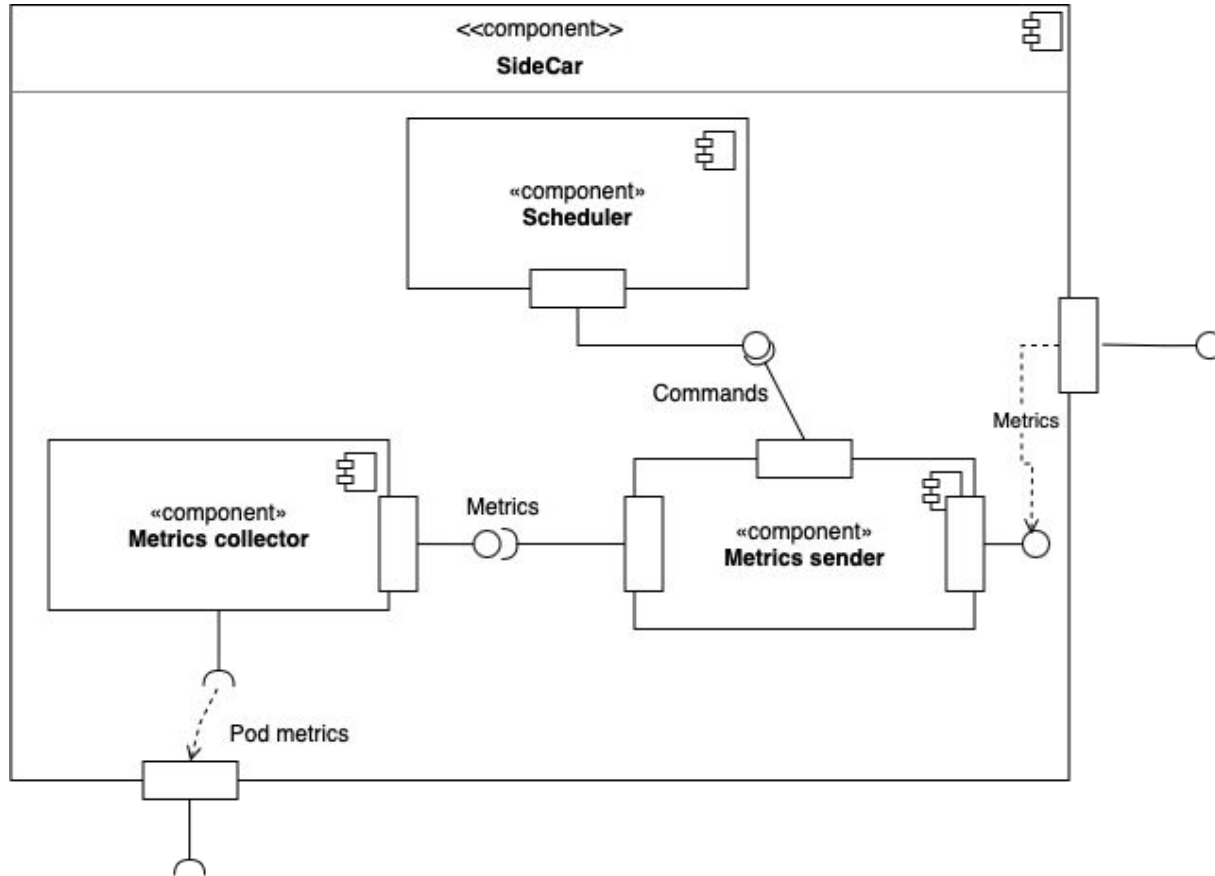 <<component>>
SideCar
«component»
Scheduler
Commands
Metrics
Metrics
«component»
Metrics collector
«component»
Metrics sender
Pod metrics